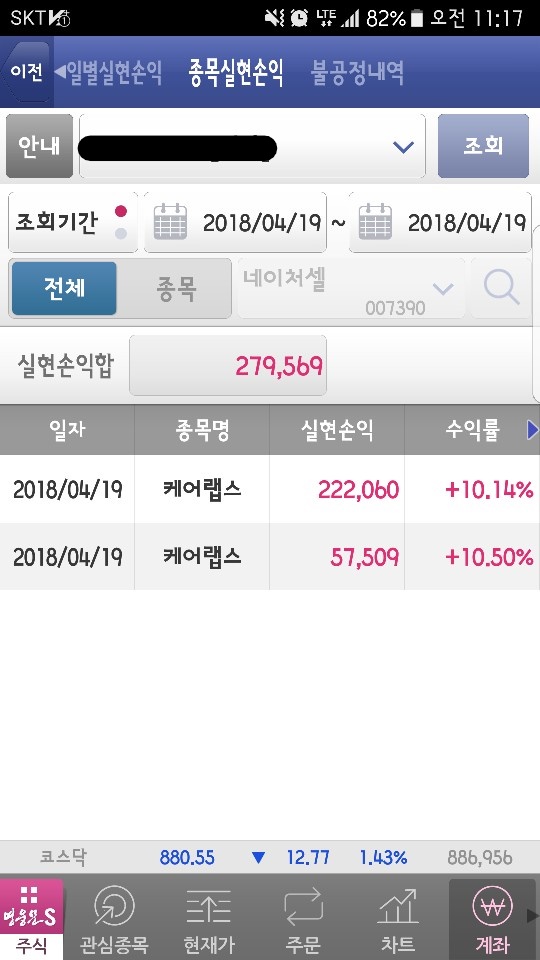 SKT 82% 오전 11:17
LTE
이전 ◀일별실현손익 종목실현손익 불공정내역
안내 조회
조회기간 2018/04/19 ~ 2018/04/19
전체 종목 네이처셀
007390
실현손익합 279,569
일자 종목명 실현손익 수익률 ▶
2018/04/19 케어랩스 222,060 +10.14%
2018/04/19 케어랩스 57,509 +10.50%
코스닥 880.55 ▼ 12.77 1.43% 886,956
영웅문S
주식 관심종목 현재가 주문 차트 계좌